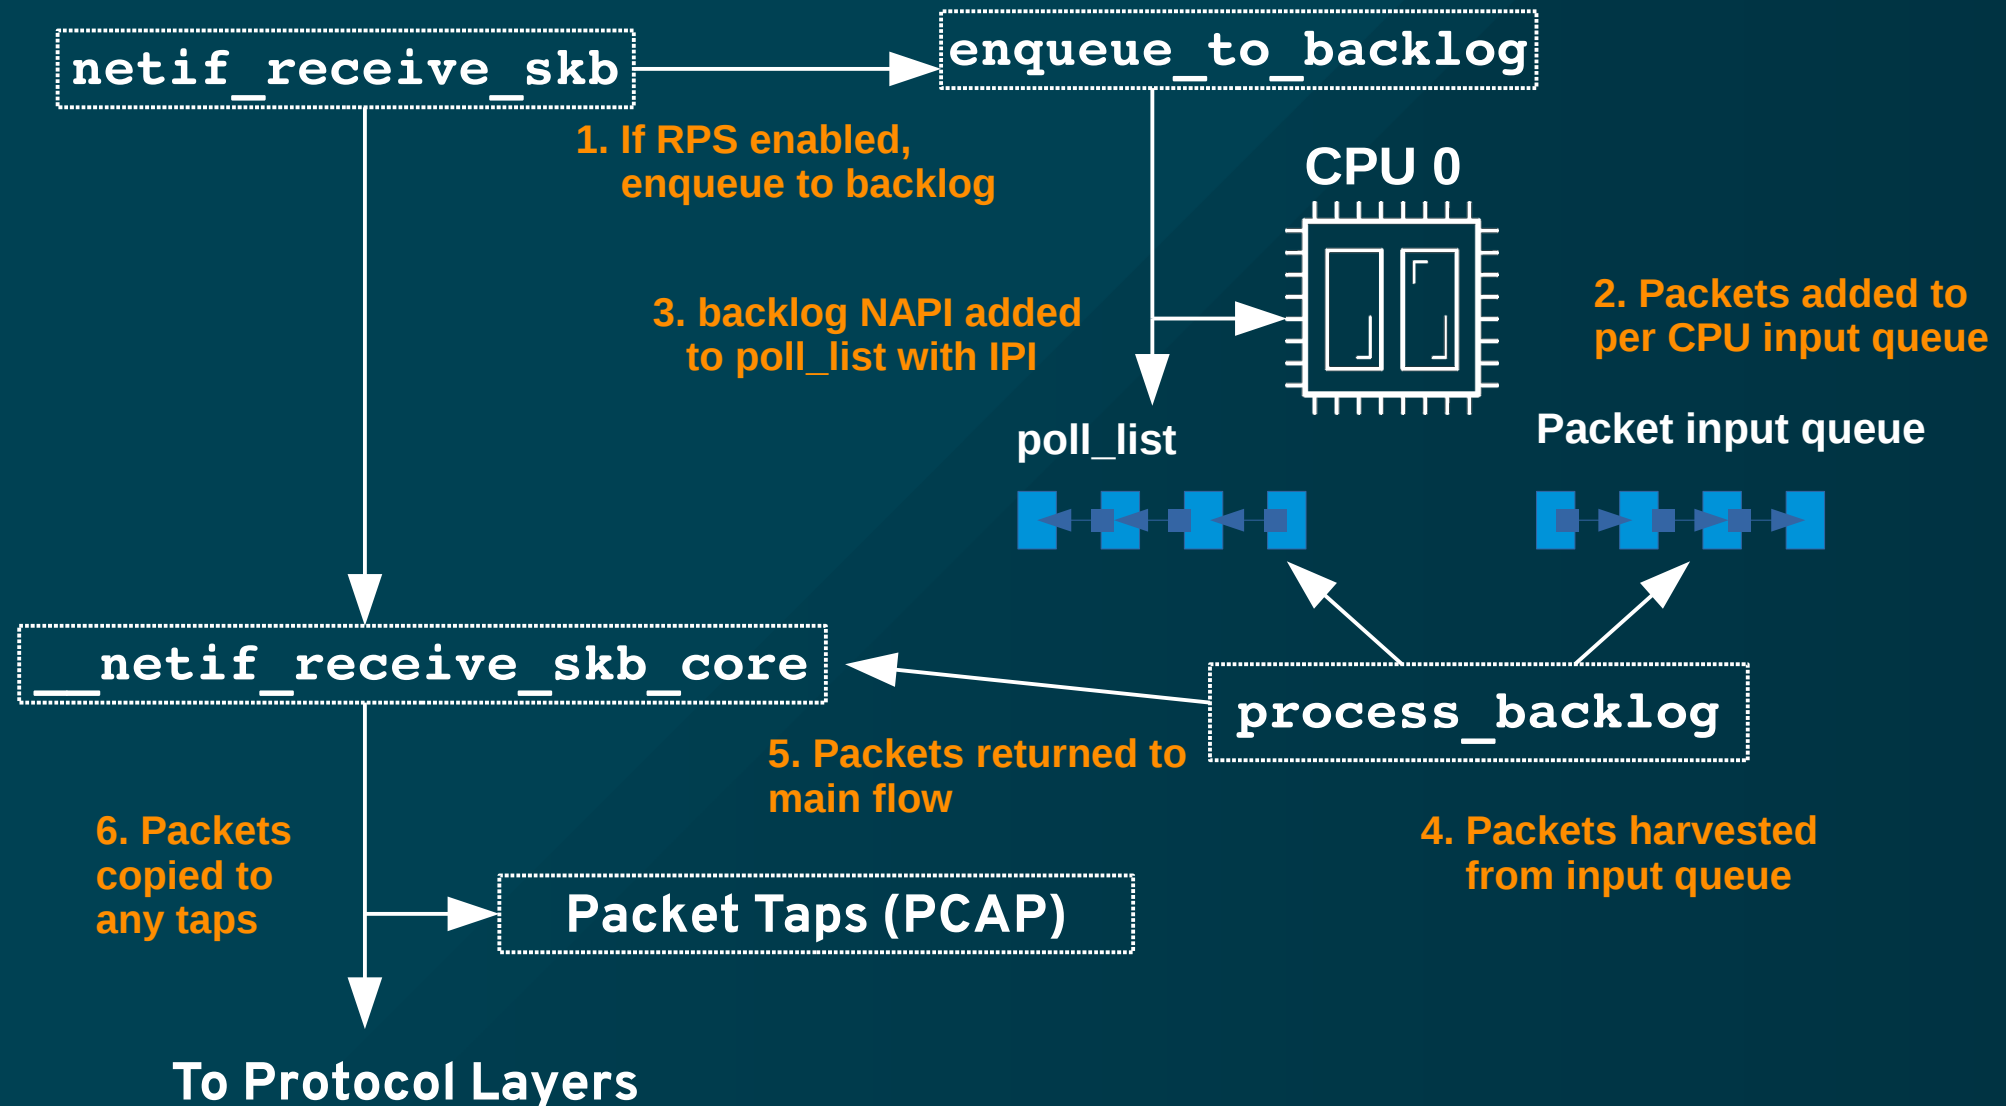 netif_receive_skb
enqueue_to_backlog
1. If RPS enabled,
enqueue to backlog
CPU 0
3. backlog NAPI added
to poll_list with IPI
2. Packets added to
per CPU input queue
poll_list
Packet input queue
__netif_receive_skb_core
process_backlog
5. Packets returned to
main flow
4. Packets harvested
from input queue
6. Packets
copied to
any taps
Packet Taps (PCAP)
To Protocol Layers